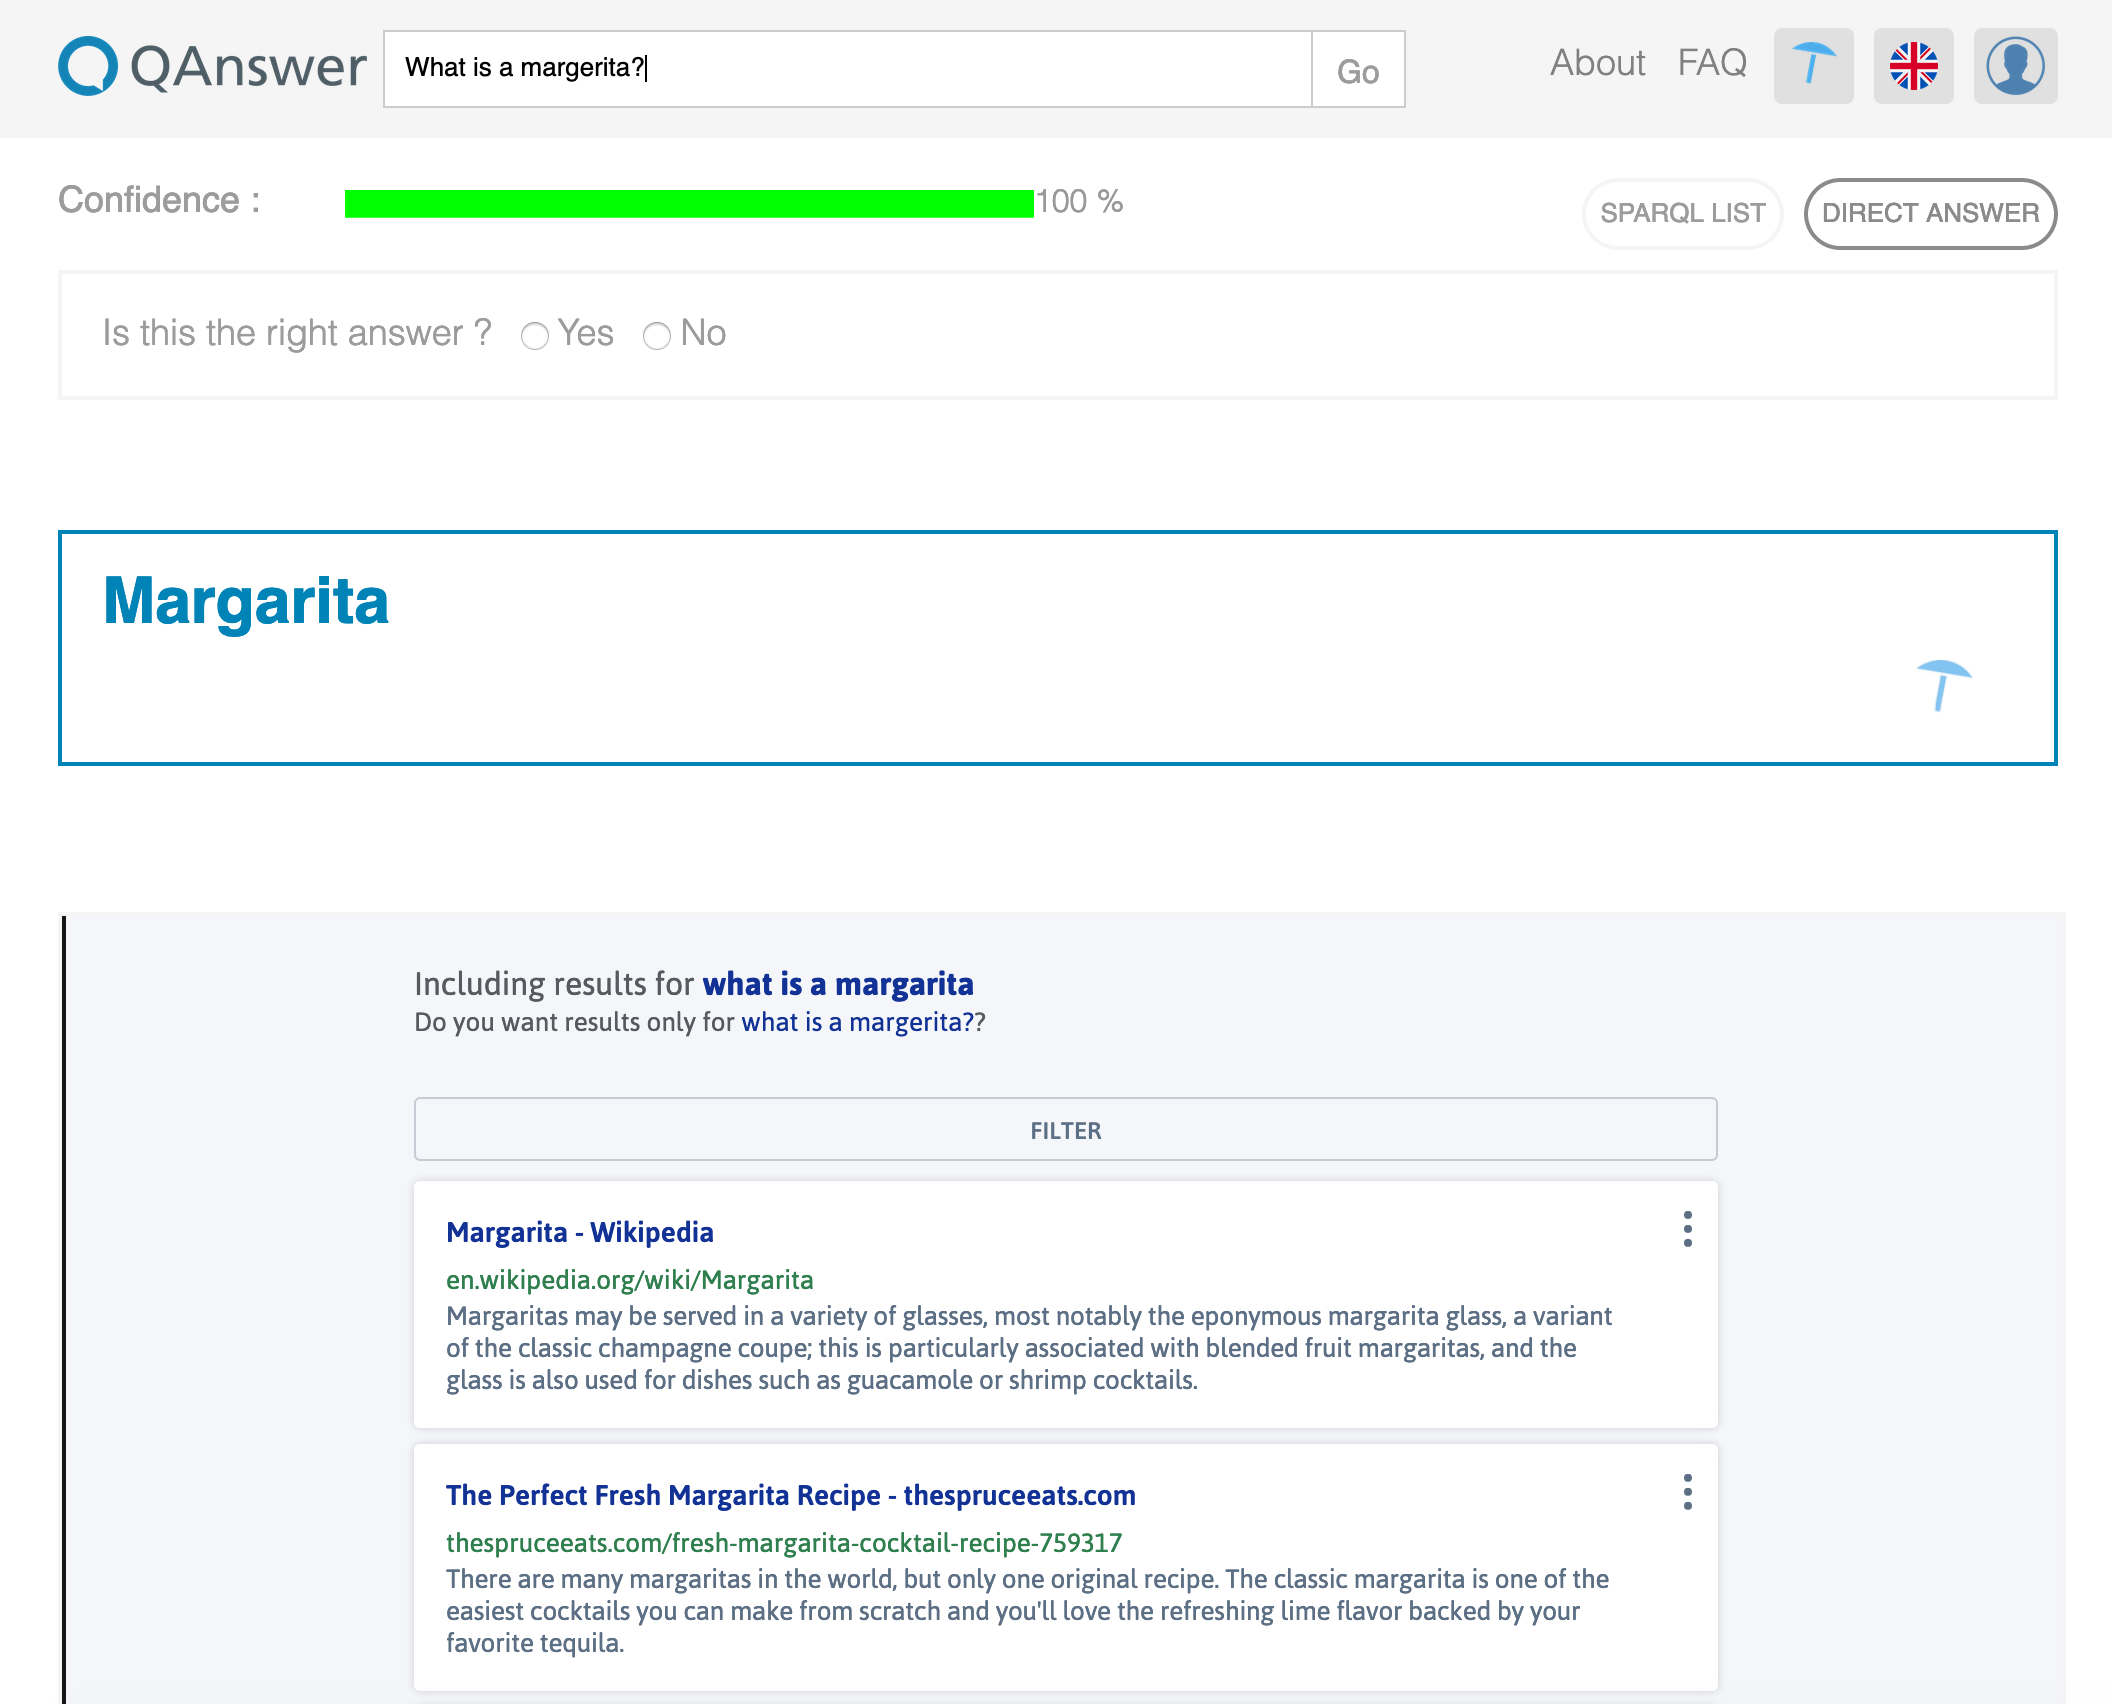 QAnswer
What is a margerita?
Go
About
FAQ
Confidence :
100 %
SPARQL LIST
DIRECT ANSWER
Is this the right answer ?
Yes
No
Margarita
Including results for what is a margarita
Do you want results only for what is a margerita??
FILTER
Margarita - Wikipedia
en.wikipedia.org/wiki/Margarita
Margaritas may be served in a variety of glasses, most notably the eponymous margarita glass, a variant
of the classic champagne coupe; this is particularly associated with blended fruit margaritas, and the
glass is also used for dishes such as guacamole or shrimp cocktails.
The Perfect Fresh Margarita Recipe - thespruceeats.com
thespruceeats.com/fresh-margarita-cocktail-recipe-759317
There are many margaritas in the world, but only one original recipe. The classic margarita is one of the
easiest cocktails you can make from scratch and you'll love the refreshing lime flavor backed by your
favorite tequila.